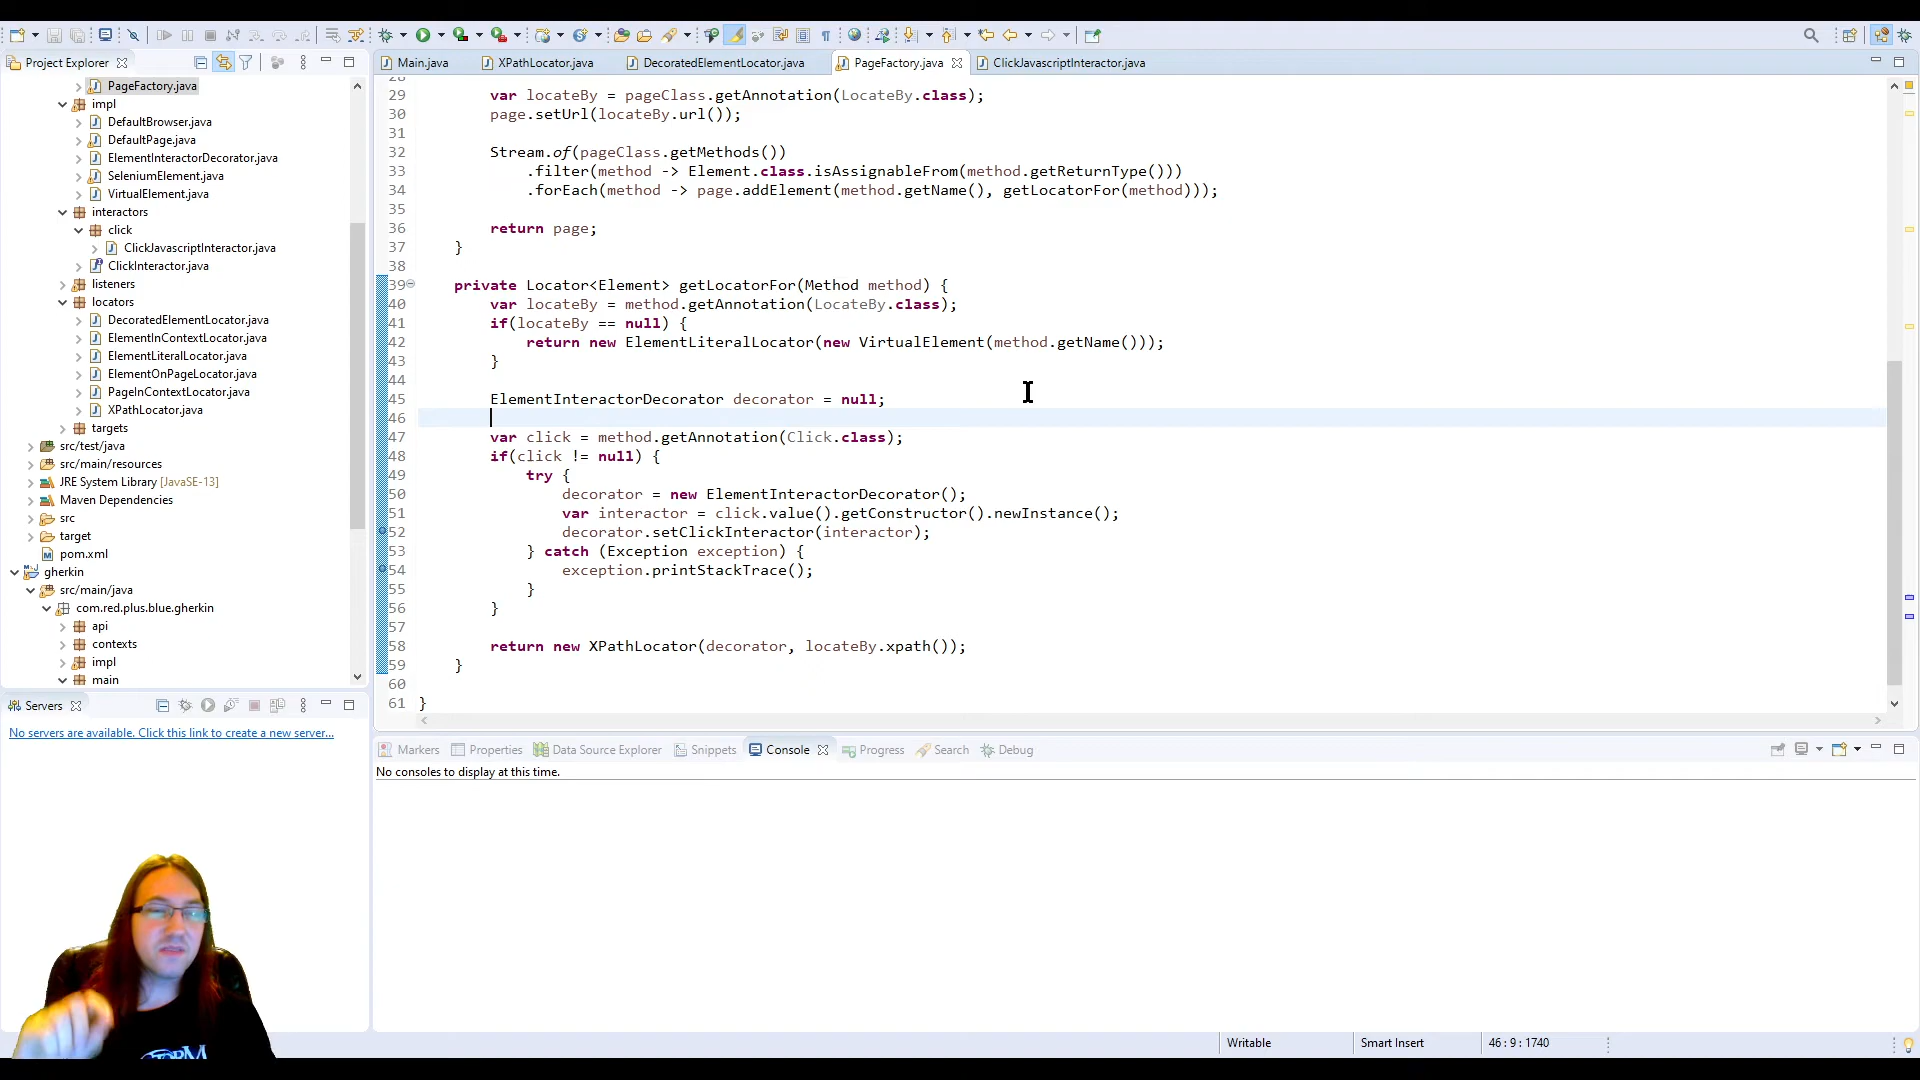 Project Explorer
PageFactory.java
impl
DefaultBrowser.java
DefaultPage.java
ElementInteractorDecorator.java
SeleniumElement.java
VirtualElement.java
interactors
click
ClickJavascriptInteractor.java
ClickInteractor.java
listeners
locators
DecoratedElementLocator.java
ElementInContextLocator.java
ElementLiteralLocator.java
ElementOnPageLocator.java
PageInContextLocator.java
XPathLocator.java
targets
src/test/java
src/main/resources
JRE System Library [JavaSE-13]
Maven Dependencies
src
target
pom.xml
gherkin
src/main/java
com.red.plus.blue.gherkin
api
contexts
impl
main
Servers
No servers are available. Click this link to create a new server...
Main.java XPathLocator.java DecoratedElementLocator.java PageFactory.java ClickJavascriptInteractor.java
28
29 var locateBy = pageClass.getAnnotation(LocateBy.class);
30 page.setUrl(locateBy.url());
31
32 Stream.of(pageClass.getMethods())
33 .filter(method -> Element.class.isAssignableFrom(method.getReturnType()))
34 .forEach(method -> page.addElement(method.getName(), getLocatorFor(method)));
35
36 return page;
37 }
38
39 private Locator<Element> getLocatorFor(Method method) {
40 var locateBy = method.getAnnotation(LocateBy.class);
41 if(locateBy == null) {
42 return new ElementLiteralLocator(new VirtualElement(method.getName()));
43 }
44
45 ElementInteractorDecorator decorator = null;
46
47 var click = method.getAnnotation(Click.class);
48 if(click != null) {
49 try {
50 decorator = new ElementInteractorDecorator();
51 var interactor = click.value().getConstructor().newInstance();
52 decorator.setClickInteractor(interactor);
53 } catch (Exception exception) {
54 exception.printStackTrace();
55 }
56 }
57
58 return new XPathLocator(decorator, locateBy.xpath());
59 }
60
61 }
Markers Properties Data Source Explorer Snippets Console Progress Search Debug
No consoles to display at this time.
Writable Smart Insert 46 : 9 : 1740